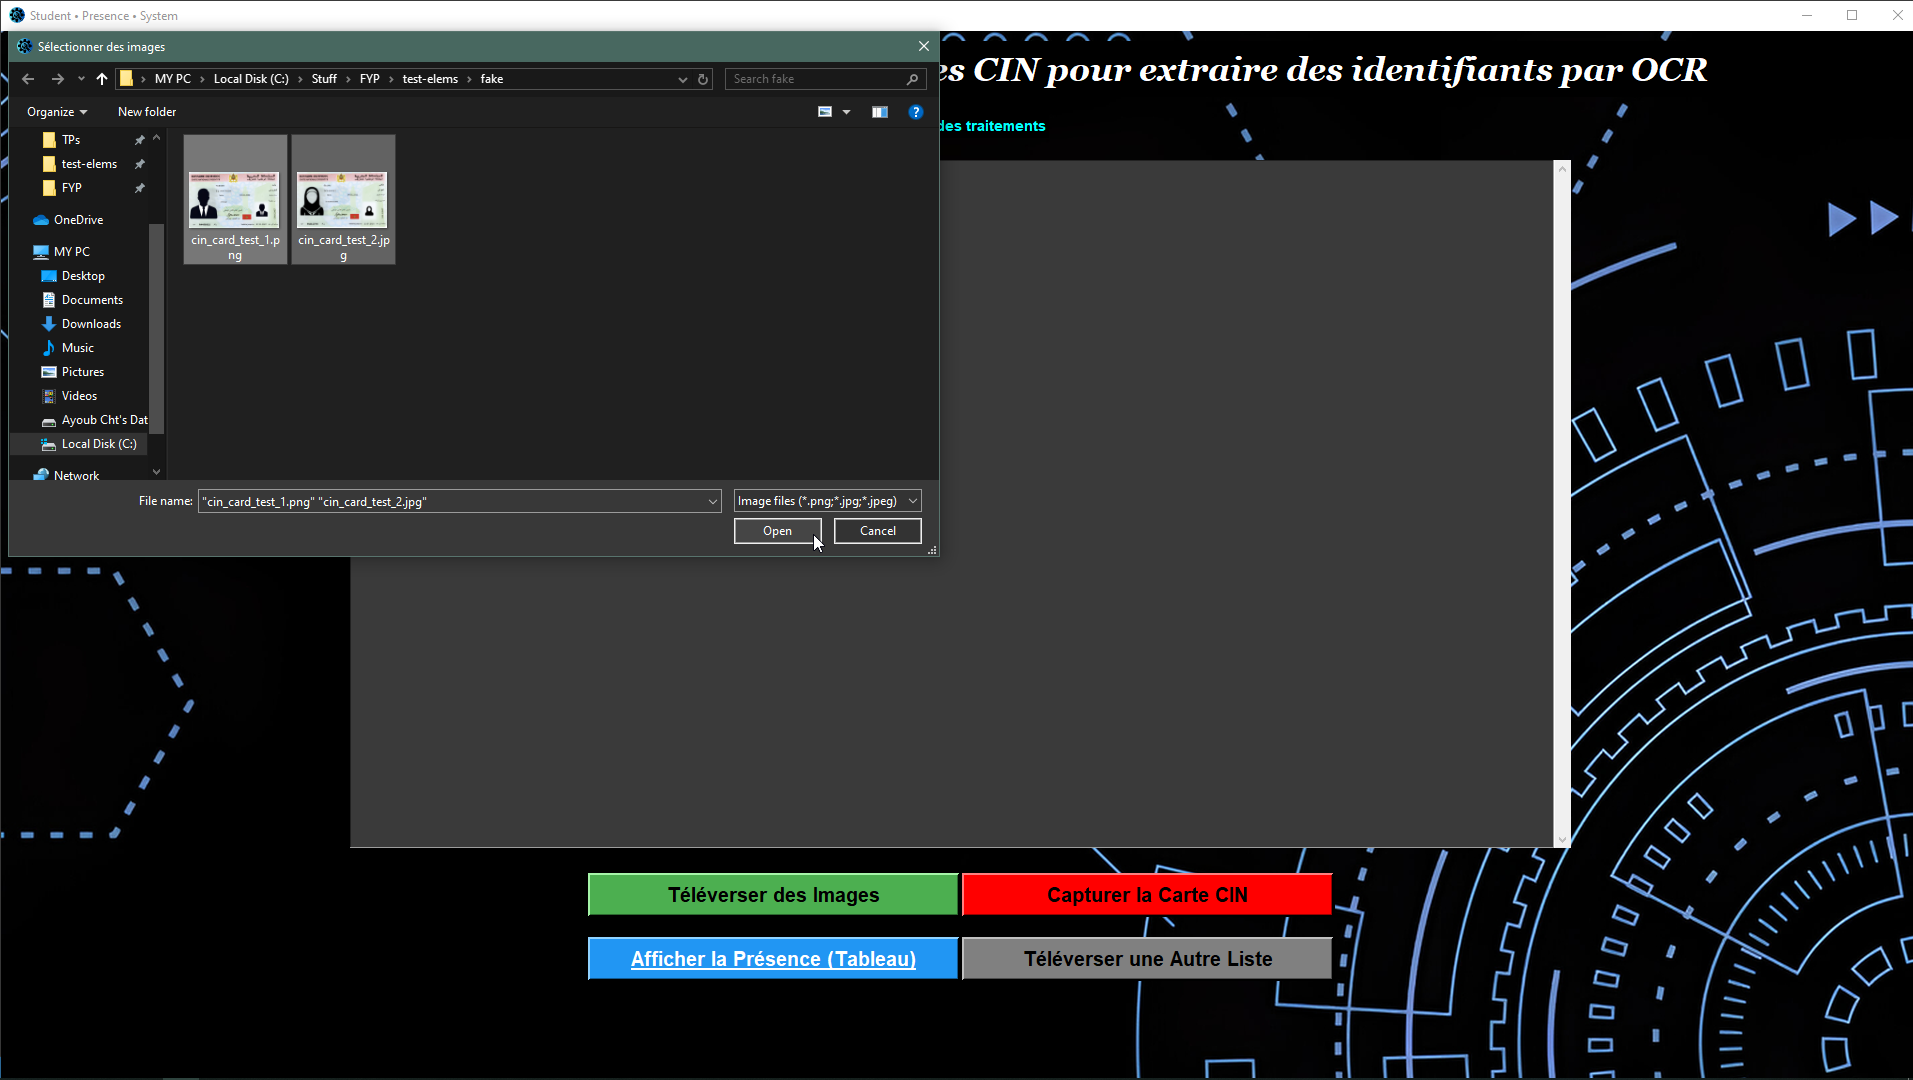 Student • Presence • System
Sélectionner des images
es CIN pour extraire des identifiants par OCR
MY PC > Local Disk (C:) > Stuff > FYP > test-elems > fake
Search fake
Organize
New folder
des traitements
TPs
test-elems
FYP
OneDrive
MY PC
Desktop
Documents
Downloads
Music
Pictures
Videos
Ayoub Cht's Dat
Local Disk (C:)
Network
cin_card_test_1.p
ng
cin_card_test_2.jp
g
File name:
"cin_card_test_1.png" "cin_card_test_2.jpg"
Image files (*.png;*.jpg;*.jpeg)
Open
Cancel
Téléverser des Images
Capturer la Carte CIN
Afficher la Présence (Tableau)
Téléverser une Autre Liste